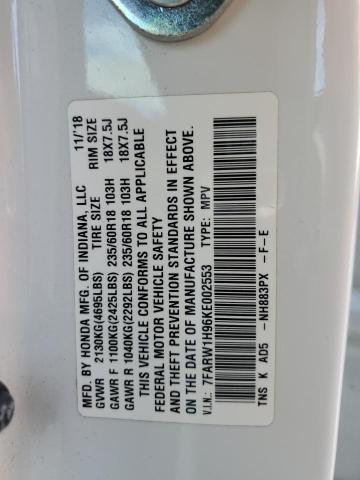 MFD. BY HONDA MFG. OF INDIANA, LLC 11/'18
GVWR 2130KG(4695LBS) TIRE SIZE RIM SIZE
GAWR F 1100KG(2425LBS) 235/60R18 103H 18X7.5J
GAWR R 1040KG(2292LBS) 235/60R18 103H 18X7.5J
THIS VEHICLE CONFORMS TO ALL APPLICABLE
FEDERAL MOTOR VEHICLE SAFETY
AND THEFT PREVENTION STANDARDS IN EFFECT
ON THE DATE OF MANUFACTURE SHOWN ABOVE.
V.I.N.: 7FARW1H96KE002553 TYPE: MPV
TNS K AD5 -NH883PX -F-E